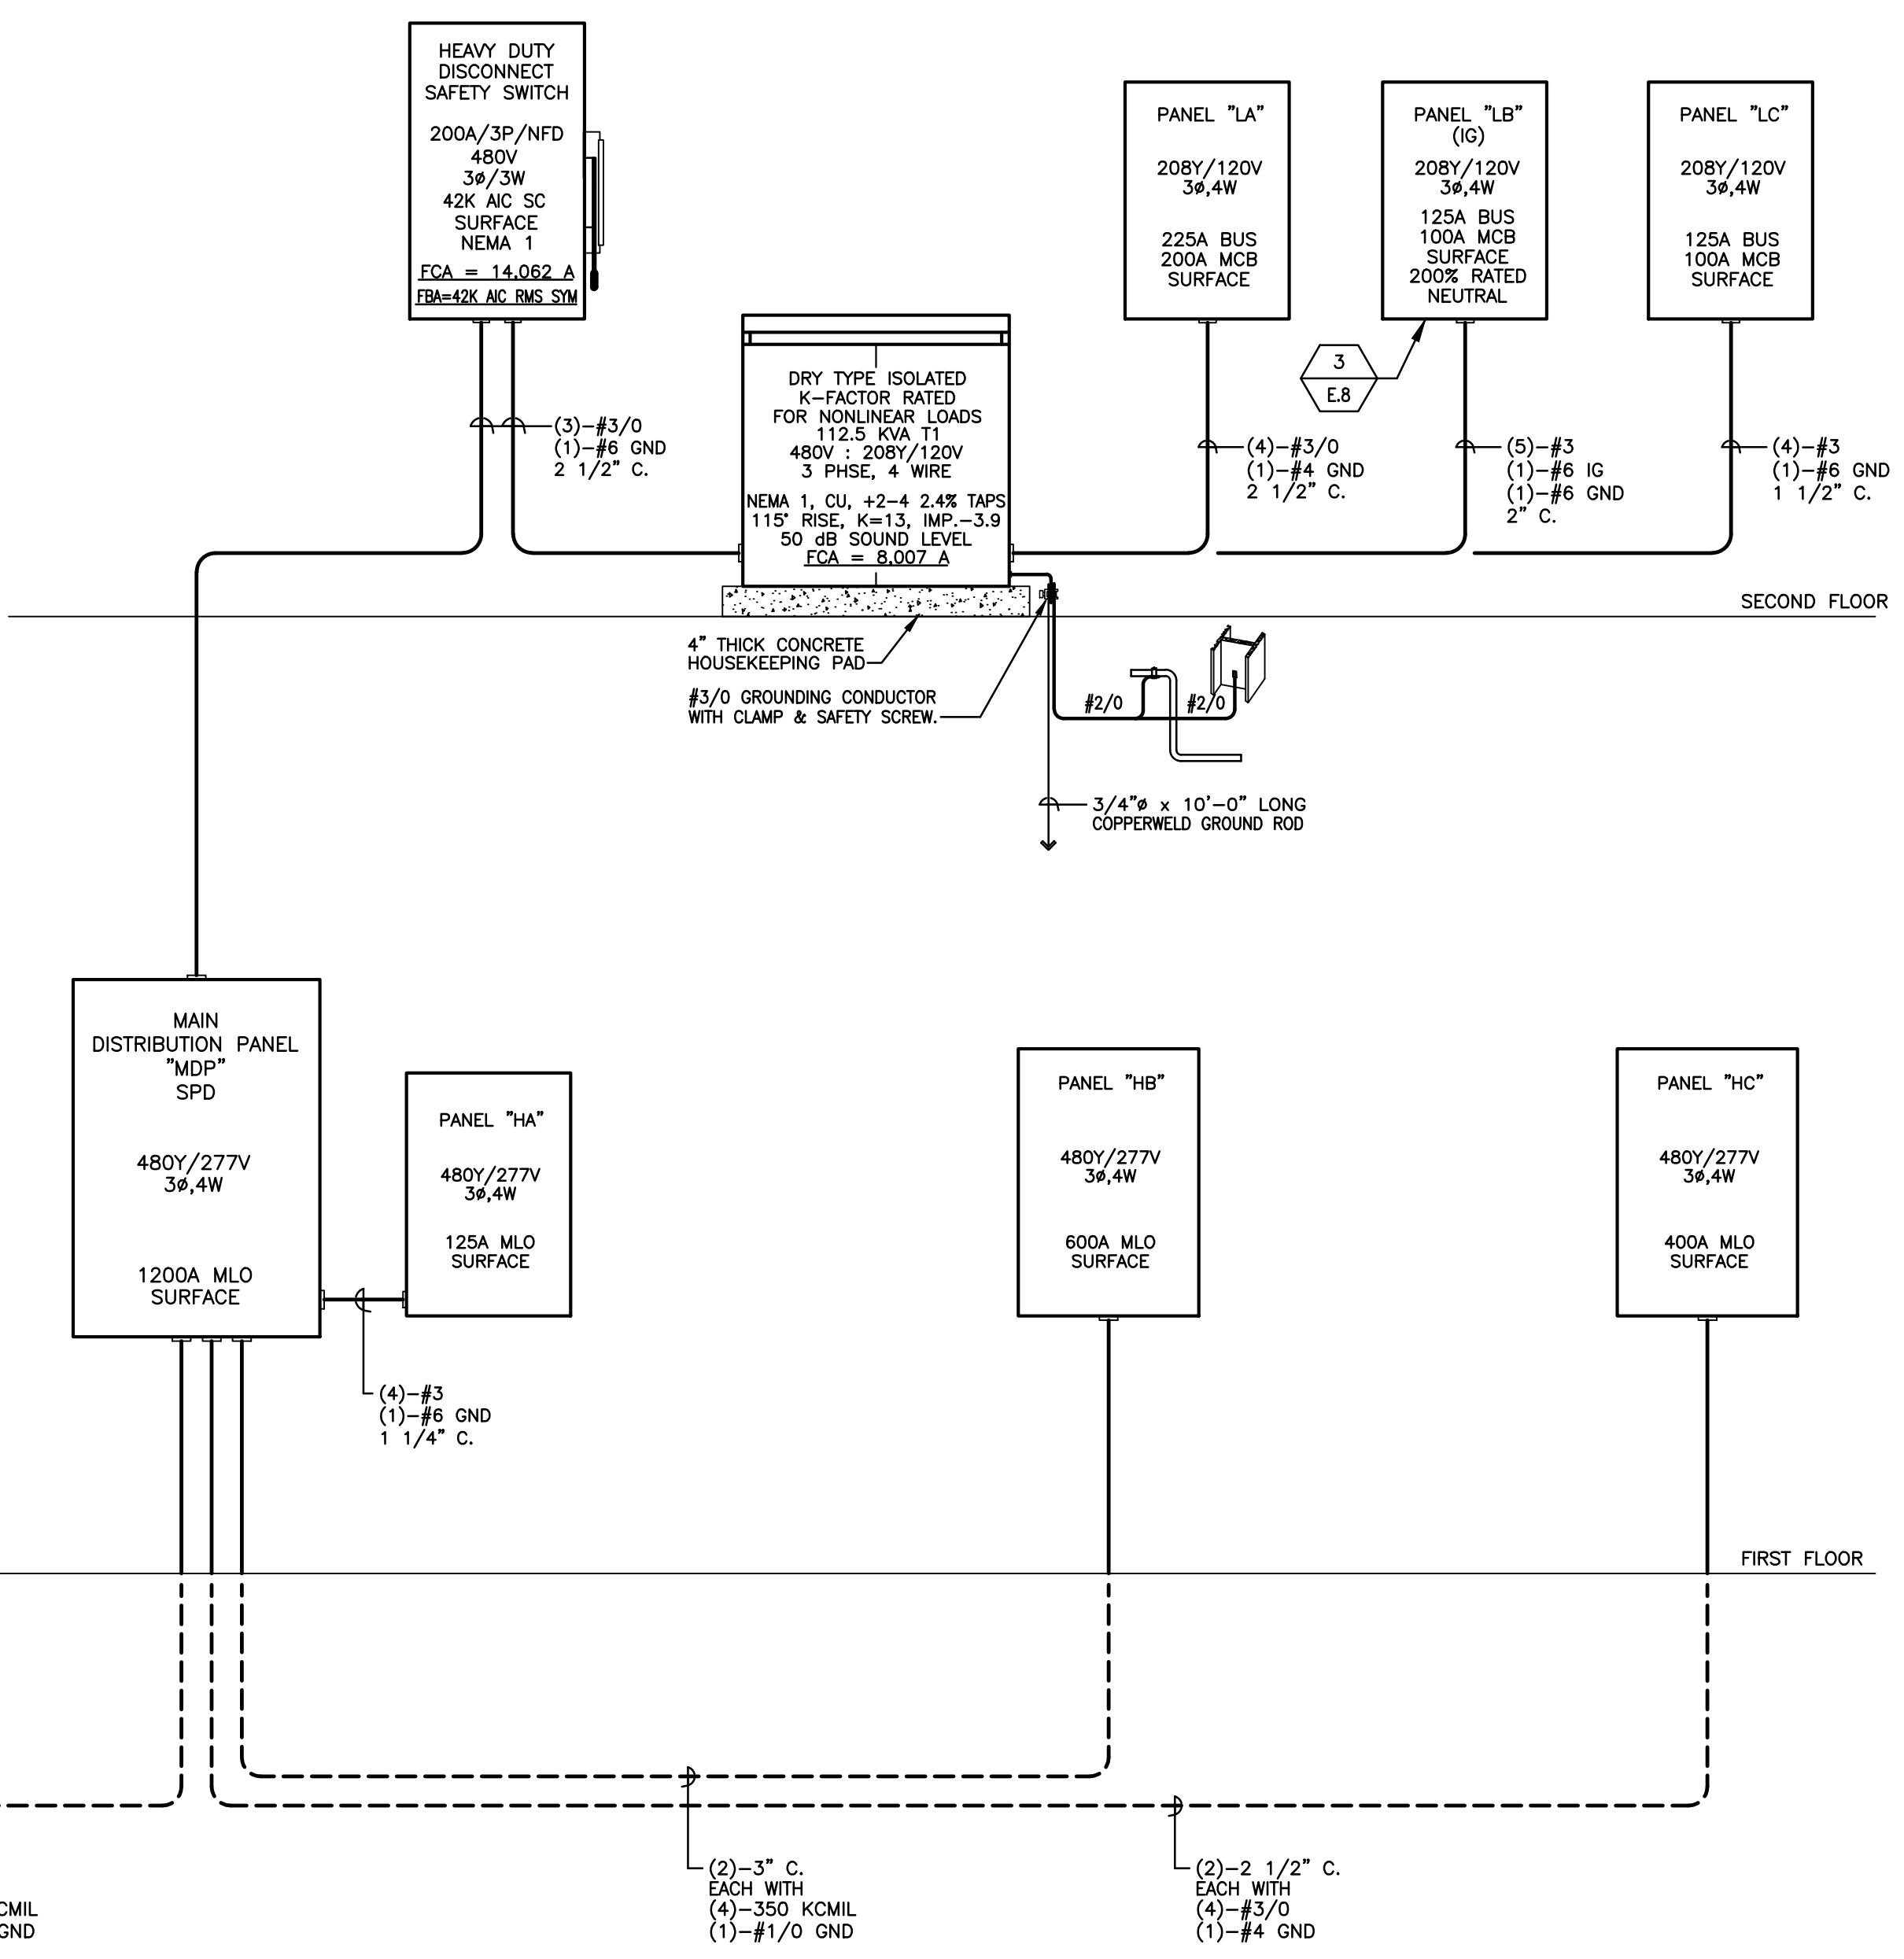 HEAVY DUTY
DISCONNECT
SAFETY SWITCH
200A/3P/NFD
480V
3ø/3W
42K AIC SC
SURFACE
NEMA 1
FCA = 14,062 A
FBA=42K AIC RMS SYM
PANEL "LA"
208Y/120V
3ø,4W
225A BUS
200A MCB
SURFACE
PANEL "LB"
(IG)
208Y/120V
3ø,4W
125A BUS
100A MCB
SURFACE
200% RATED
NEUTRAL
PANEL "LC"
208Y/120V
3ø,4W
125A BUS
100A MCB
SURFACE
DRY TYPE ISOLATED
K-FACTOR RATED
FOR NONLINEAR LOADS
112.5 KVA T1
480V : 208Y/120V
3 PHSE, 4 WIRE
NEMA 1, CU, +2-4 2.4% TAPS
115° RISE, K=13, IMP.-3.9
50 dB SOUND LEVEL
FCA = 8,007 A
3
E.8
(3)-#3/0
(1)-#6 GND
2 1/2" C.
(4)-#3/0
(1)-#4 GND
2 1/2" C.
(5)-#3
(1)-#6 IG
(1)-#6 GND
2" C.
(4)-#3
(1)-#6 GND
1 1/2" C.
SECOND FLOOR
4" THICK CONCRETE
HOUSEKEEPING PAD
#3/0 GROUNDING CONDUCTOR
WITH CLAMP & SAFETY SCREW.
#2/0
#2/0
3/4"ø x 10'-0" LONG
COPPERWELD GROUND ROD
MAIN
DISTRIBUTION PANEL
"MDP"
SPD
480Y/277V
3ø,4W
1200A MLO
SURFACE
PANEL "HA"
480Y/277V
3ø,4W
125A MLO
SURFACE
PANEL "HB"
480Y/277V
3ø,4W
600A MLO
SURFACE
PANEL "HC"
480Y/277V
3ø,4W
400A MLO
SURFACE
(4)-#3
(1)-#6 GND
1 1/4" C.
FIRST FLOOR
(2)-3" C.
EACH WITH
(4)-350 KCMIL
(1)-#1/0 GND
(2)-2 1/2" C.
EACH WITH
(4)-#3/0
(1)-#4 GND
CMIL
GND